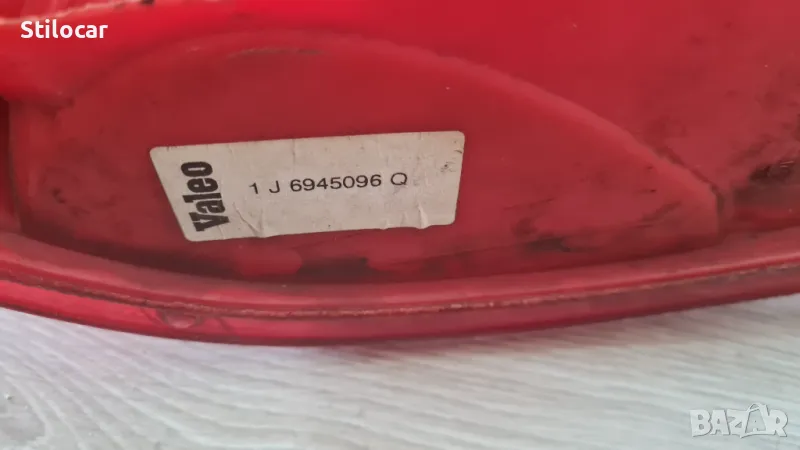 Stilocar
Valeo
1 J 6945096 Q
BAZAR